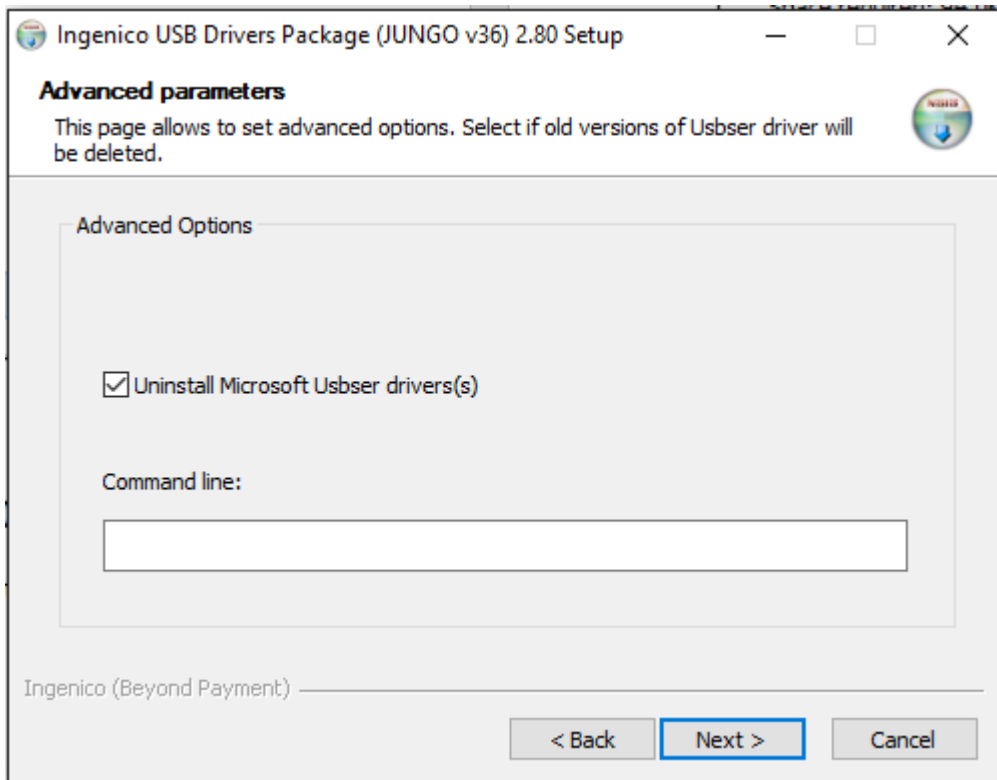 Ingenico USB Drivers Package (JUNGO v36) 2.80 Setup
Advanced parameters
This page allows to set advanced options. Select if old versions of Usbser driver will
be deleted.
Advanced Options
Uninstall Microsoft Usbser drivers(s)
Command line:
Ingenico (Beyond Payment)
< Back
Next >
Cancel